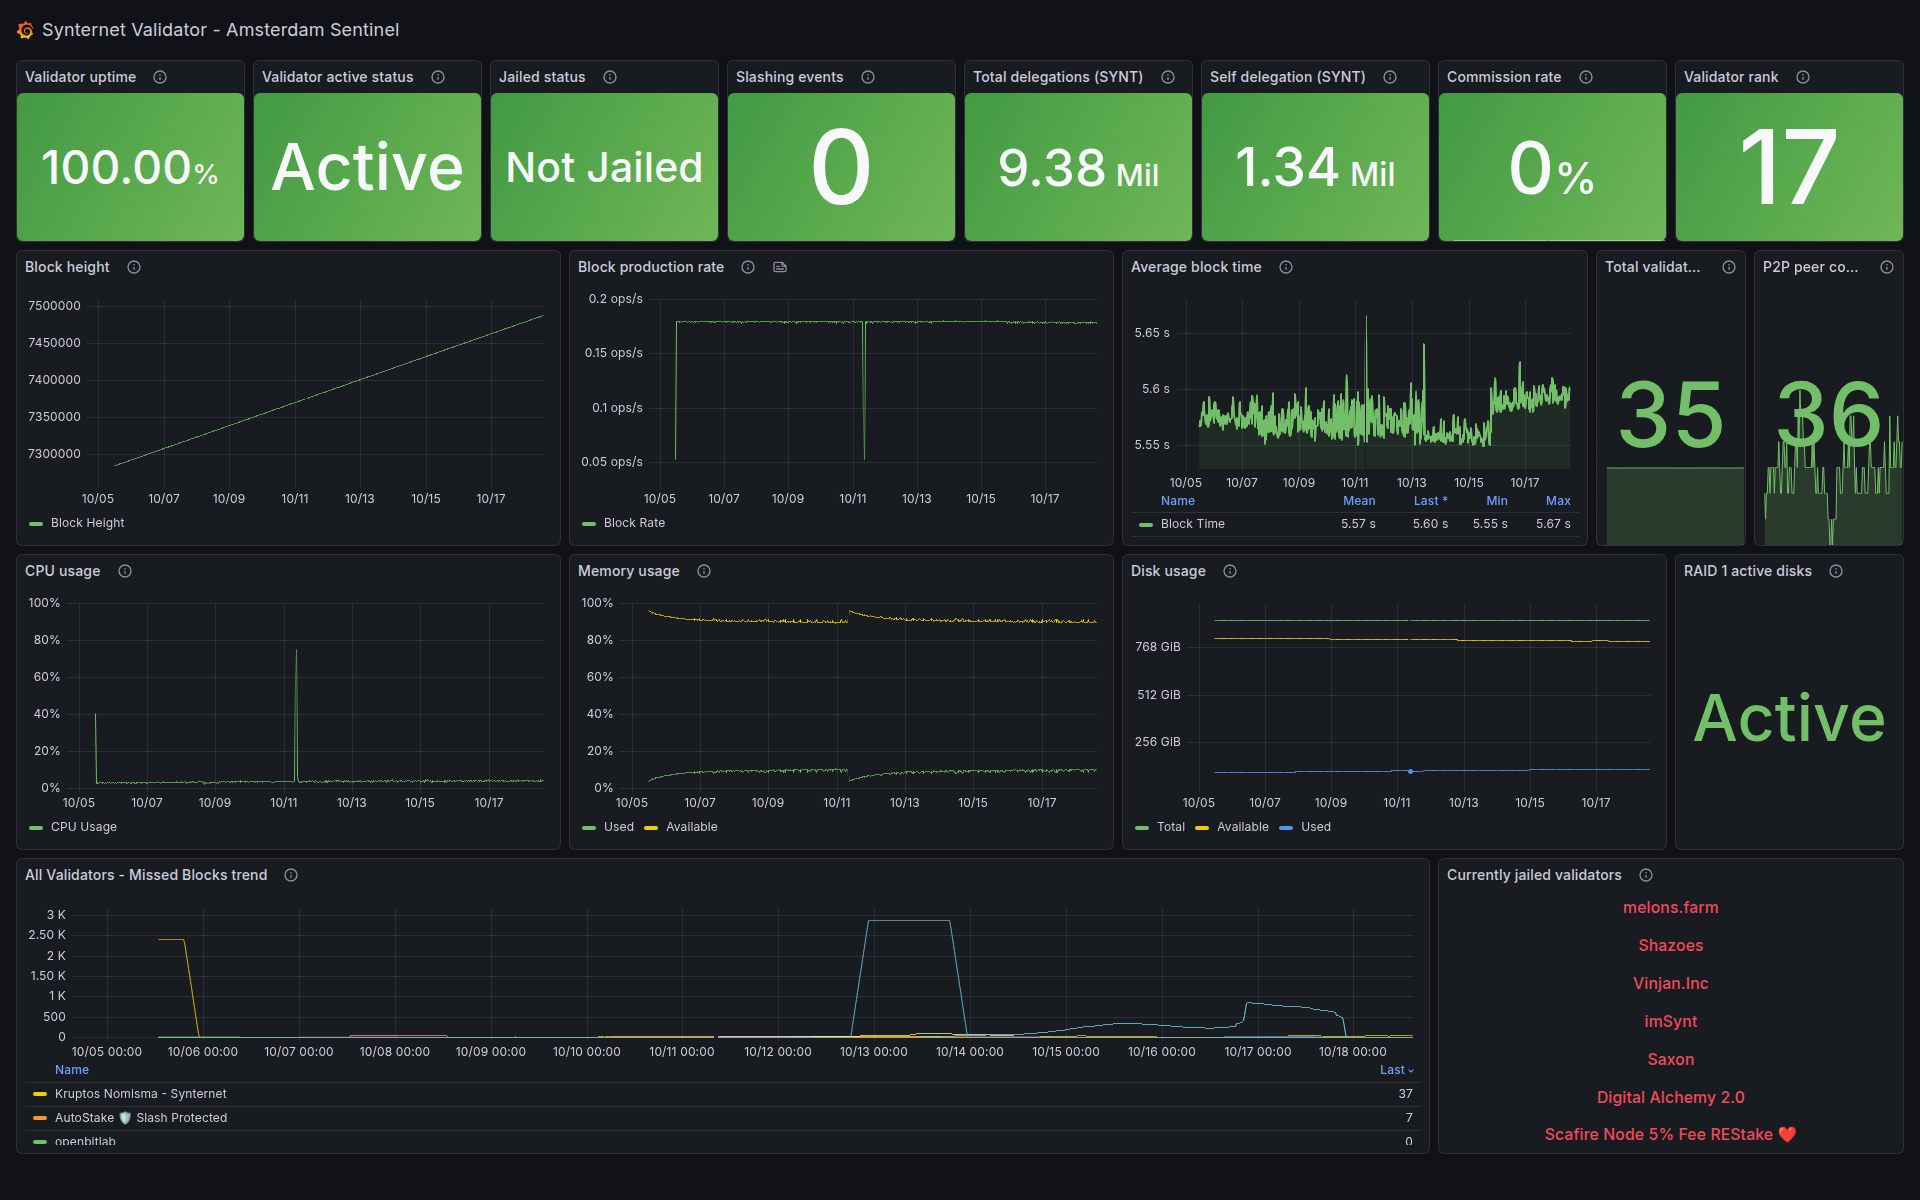 Synternet Validator - Amsterdam Sentinel
Validator uptime
Validator active status
Jailed status
Slashing events
Total delegations (SYNT)
Self delegation (SYNT)
Commission rate
Validator rank
100.00%
Active
Not Jailed
0
9.38 Mil
1.34 Mil
0%
17
Block height
7500000
7450000
7400000
7350000
7300000
10/05 10/07 10/09 10/11 10/13 10/15 10/17
Block Height
Block production rate
0.2 ops/s
0.15 ops/s
0.1 ops/s
0.05 ops/s
10/05 10/07 10/09 10/11 10/13 10/15 10/17
Block Rate
Average block time
5.65 s
5.6 s
5.55 s
10/05 10/07 10/09 10/11 10/13 10/15 10/17
Name Mean Last * Min Max
Block Time 5.57 s 5.60 s 5.55 s 5.67 s
Total validat...
35
P2P peer co...
36
CPU usage
100%
80%
60%
40%
20%
0%
10/05 10/07 10/09 10/11 10/13 10/15 10/17
CPU Usage
Memory usage
100%
80%
60%
40%
20%
0%
10/05 10/07 10/09 10/11 10/13 10/15 10/17
Used Available
Disk usage
768 GiB
512 GiB
256 GiB
10/05 10/07 10/09 10/11 10/13 10/15 10/17
Total Available Used
RAID 1 active disks
Active
All Validators - Missed Blocks trend
3 K
2.50 K
2 K
1.50 K
1 K
500
0
10/05 00:00 10/06 00:00 10/07 00:00 10/08 00:00 10/09 00:00 10/10 00:00 10/11 00:00 10/12 00:00 10/13 00:00 10/14 00:00 10/15 00:00 10/16 00:00 10/17 00:00 10/18 00:00
Name Last
Kruptos Nomisma - Synternet 37
AutoStake 🛡️ Slash Protected 7
openbitlab 0
Currently jailed validators
melons.farm
Shazoes
Vinjan.Inc
imSynt
Saxon
Digital Alchemy 2.0
Scafire Node 5% Fee REStake ❤️